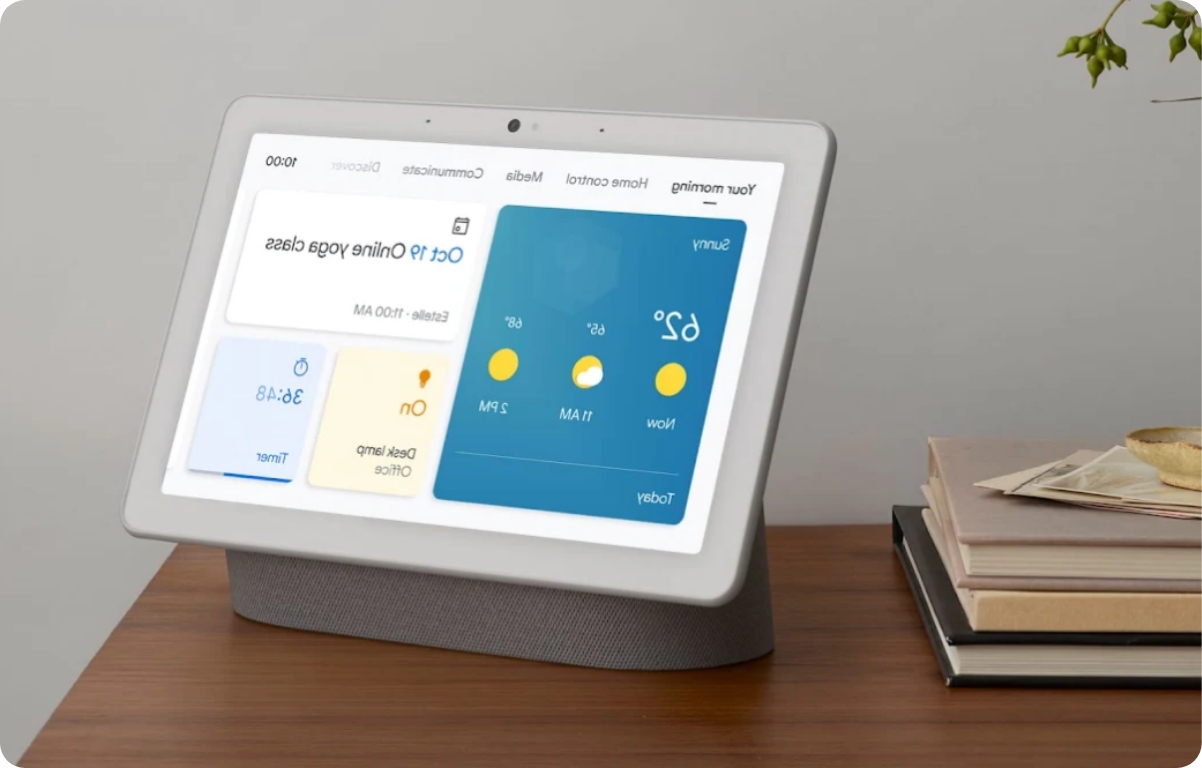 Your morning Home control Media Communicate Discover 10:00
Sunny
62° 65° 68°
Now 11 AM 2 PM
Today
Oct 19 Online yoga class
Estelle · 11:00 AM
On
Desk lamp
Office
36:48
Timer